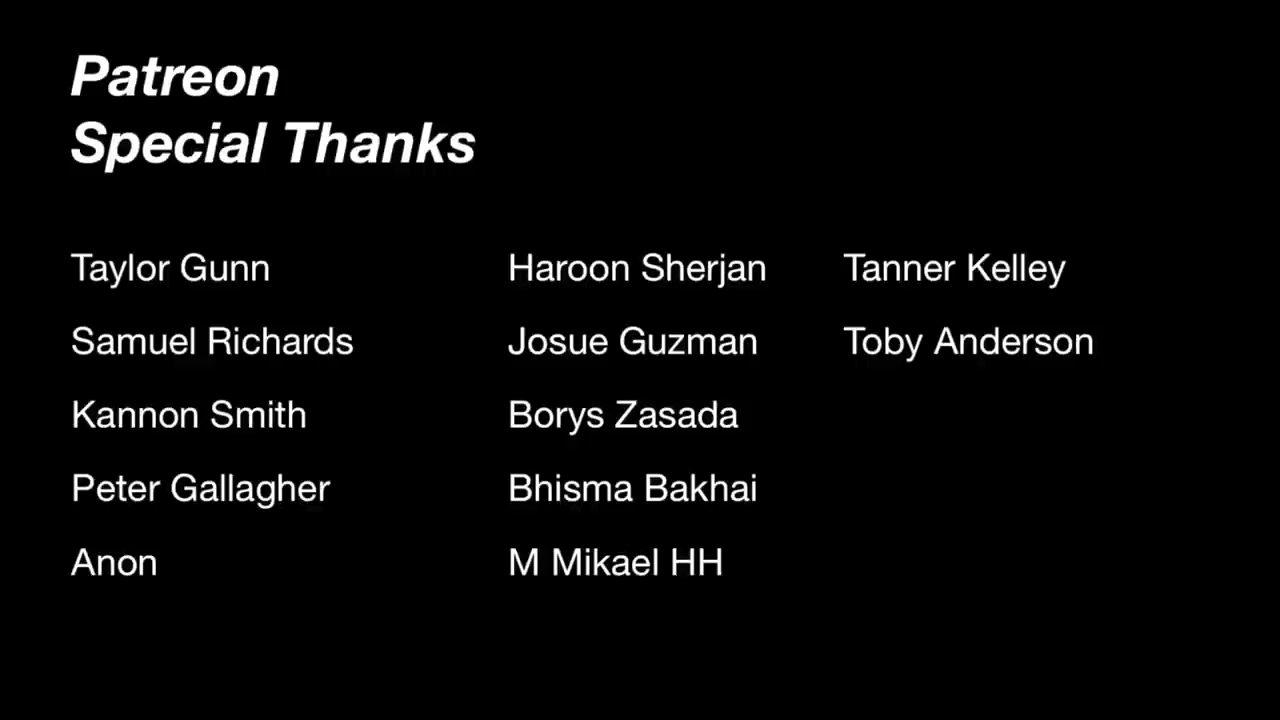 Patreon
Special Thanks
Taylor Gunn
Samuel Richards
Kannon Smith
Peter Gallagher
Anon
Haroon Sherjan
Josue Guzman
Borys Zasada
Bhisma Bakhai
M Mikael HH
Tanner Kelley
Toby Anderson